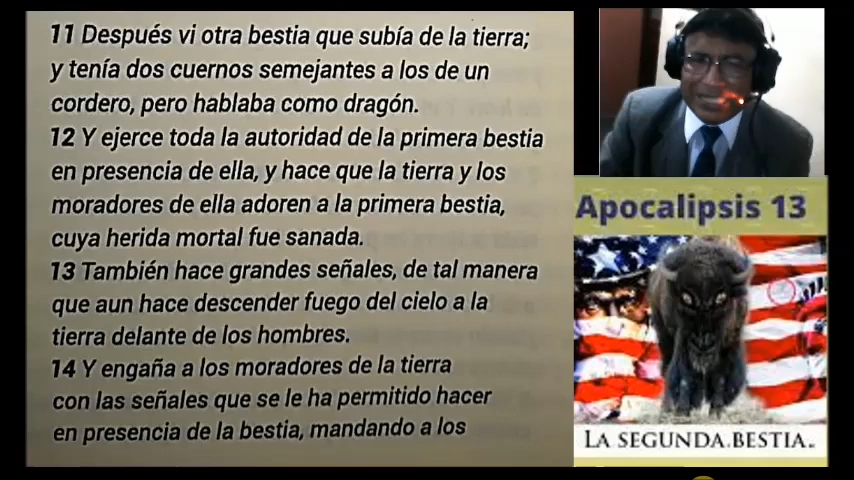 11 Después vi otra bestia que subía de la tierra;
y tenía dos cuernos semejantes a los de un
cordero, pero hablaba como dragón.
12 Y ejerce toda la autoridad de la primera bestia
en presencia de ella, y hace que la tierra y los
moradores de ella adoren a la primera bestia,
cuya herida mortal fue sanada.
13 También hace grandes señales, de tal manera
que aun hace descender fuego del cielo a la
tierra delante de los hombres.
14 Y engaña a los moradores de la tierra
con las señales que se le ha permitido hacer
en presencia de la bestia, mandando a los
Apocalipsis 13
LA SEGUNDA.BESTIA..